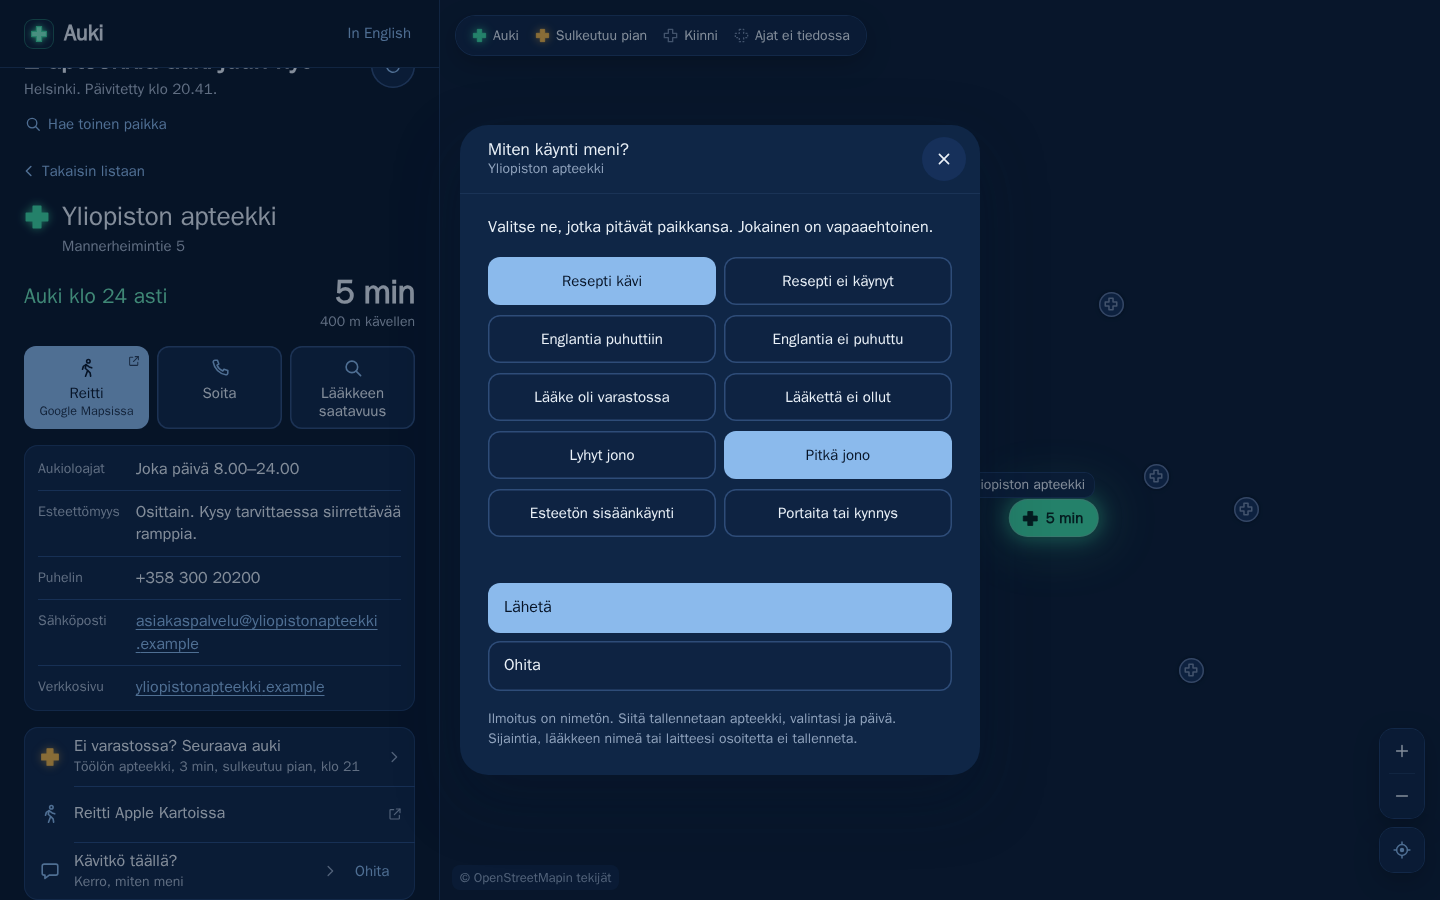 Auki
In English
Helsinki. Päivitetty klo 20.41.
Hae toinen paikka
Takaisin listaan
Yliopiston apteekki
Mannerheimintie 5
Auki klo 24 asti
5 min
400 m kävellen
Reitti
Google Mapsissa
Soita
Lääkkeen
saatavuus
Aukioloajat
Joka päivä 8.00–24.00
Esteettömyys
Osittain. Kysy tarvittaessa siirrettävää
ramppia.
Puhelin
+358 300 20200
Sähköposti
asiakaspalvelu@yliopistonapteekki
.example
Verkkosivu
yliopistonapteekki.example
Ei varastossa? Seuraava auki
Töölön apteekki, 3 min, sulkeutuu pian, klo 21
Reitti Apple Kartoissa
Kävitkö täällä?
Kerro, miten meni
Ohita
Auki
Sulkeutuu pian
Kiinni
Ajat ei tiedossa
Miten käynti meni?
Yliopiston apteekki
Valitse ne, jotka pitävät paikkansa. Jokainen on vapaaehtoinen.
Resepti kävi
Resepti ei käynyt
Englantia puhuttiin
Englantia ei puhuttu
Lääke oli varastossa
Lääkettä ei ollut
Lyhyt jono
Pitkä jono
Esteetön sisäänkäynti
Portaita tai kynnys
Lähetä
Ohita
Ilmoitus on nimetön. Siitä tallennetaan apteekki, valintasi ja päivä.
Sijaintia, lääkkeen nimeä tai laitteesi osoitetta ei tallenneta.
iopiston apteekki
5 min
© OpenStreetMapin tekijät